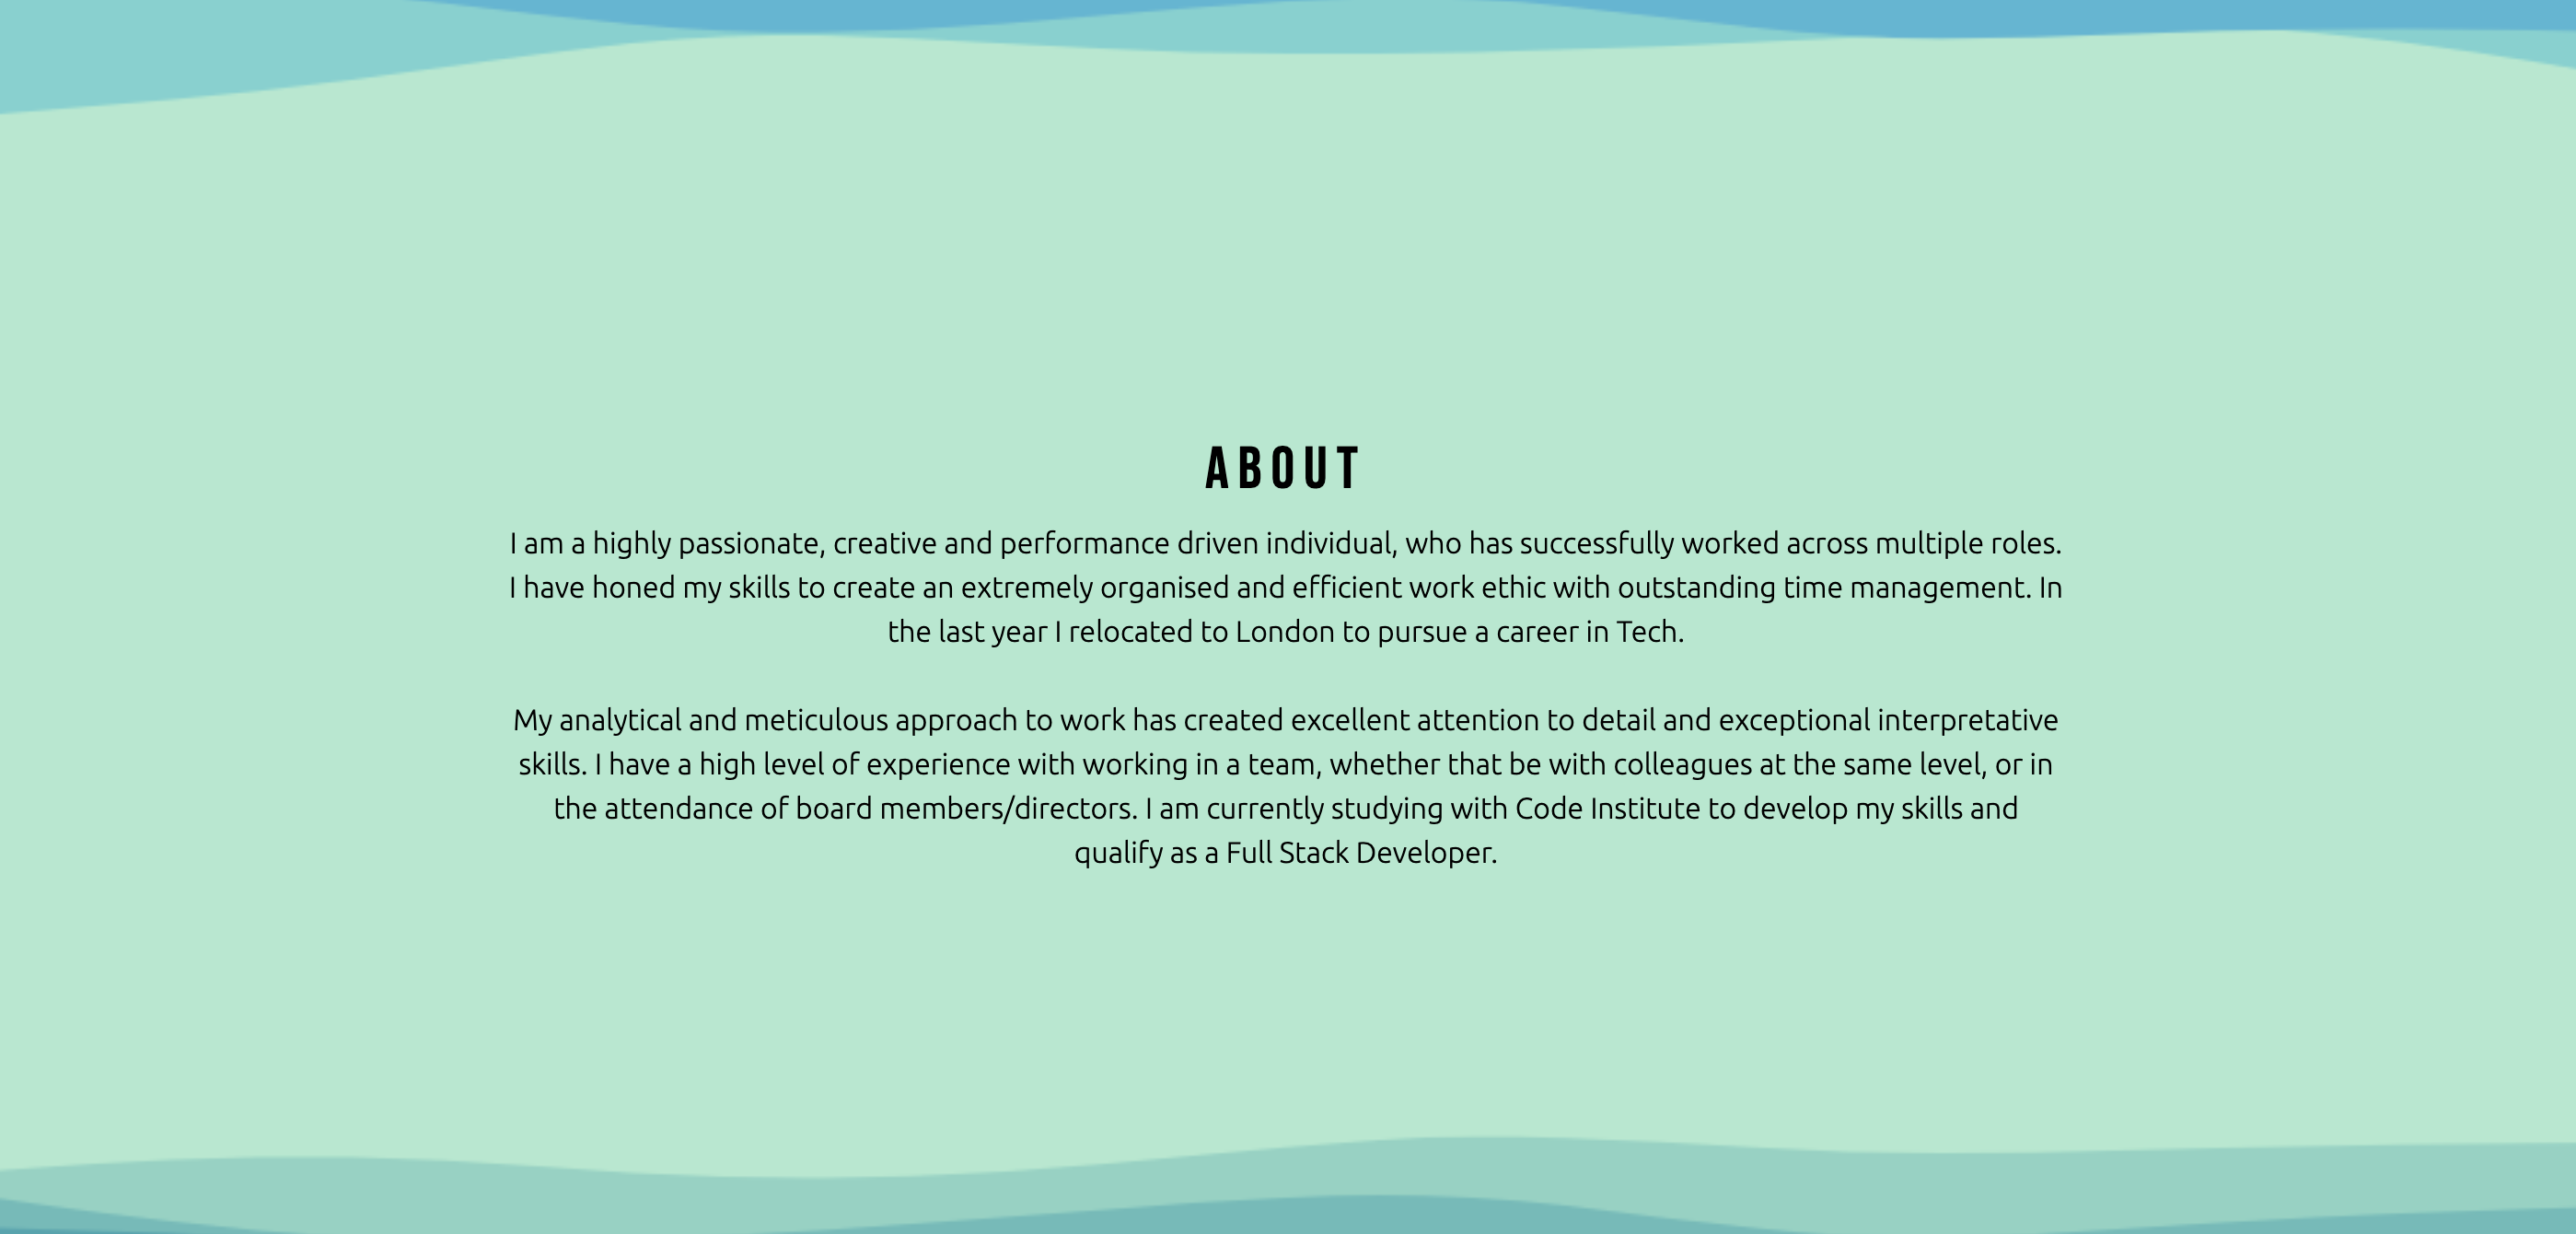 ABOUT
I am a highly passionate, creative and performance driven individual, who has successfully worked across multiple roles.
I have honed my skills to create an extremely organised and efficient work ethic with outstanding time management. In
the last year I relocated to London to pursue a career in Tech.
My analytical and meticulous approach to work has created excellent attention to detail and exceptional interpretative
skills. I have a high level of experience with working in a team, whether that be with colleagues at the same level, or in
the attendance of board members/directors. I am currently studying with Code Institute to develop my skills and
qualify as a Full Stack Developer.